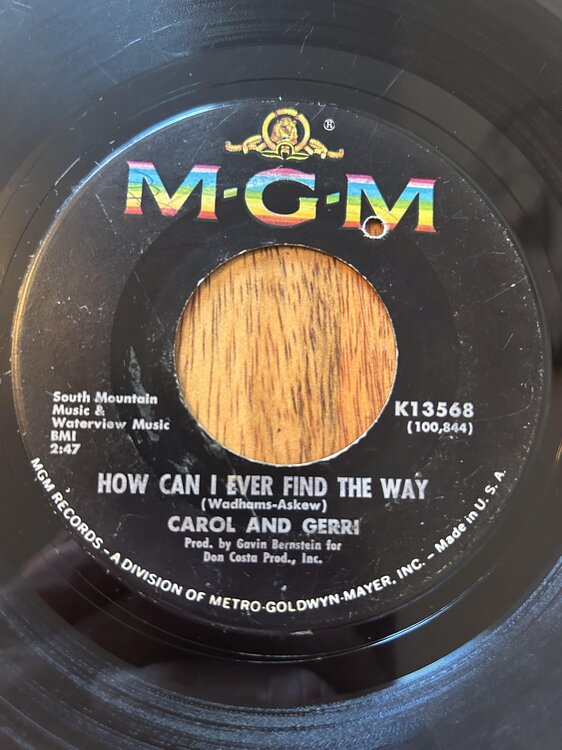 ®
M·G·M
South Mountain
Music &
Waterview Music
BMI
2:47
K13568
(100,844)
HOW CAN I EVER FIND THE WAY
(Wadhams-Askew)
CAROL AND GERRI
Prod. by Gavin Bernstein for
Don Costa Prod., Inc.
MGM RECORDS – A DIVISION OF METRO-GOLDWYN-MAYER, INC. – Made in U. S. A.